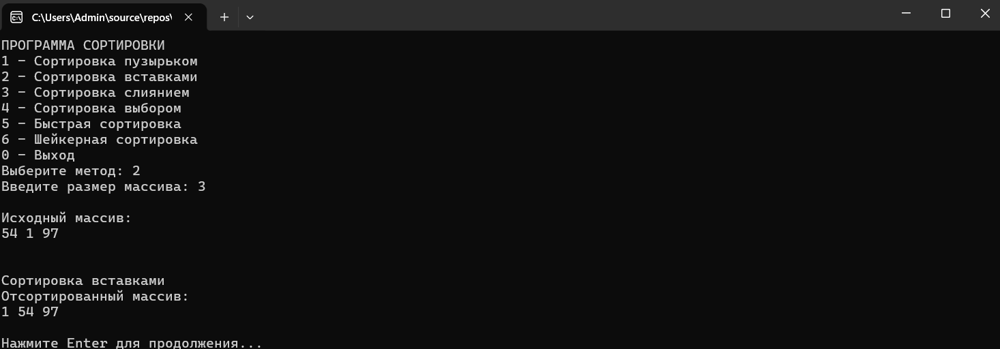 C:\Users\Admin\source\repos\
ПРОГРАММА СОРТИРОВКИ
1 - Сортировка пузырьком
2 - Сортировка вставками
3 - Сортировка слиянием
4 - Сортировка выбором
5 - Быстрая сортировка
6 - Шейкерная сортировка
0 - Выход
Выберите метод: 2
Введите размер массива: 3
Исходный массив:
54 1 97
Сортировка вставками
Отсортированный массив:
1 54 97
Нажмите Enter для продолжения...